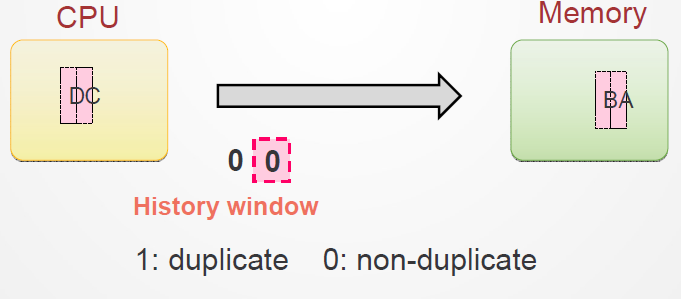 CPU
Memory
DC
BA
0 0
History window
1: duplicate 0: non-duplicate